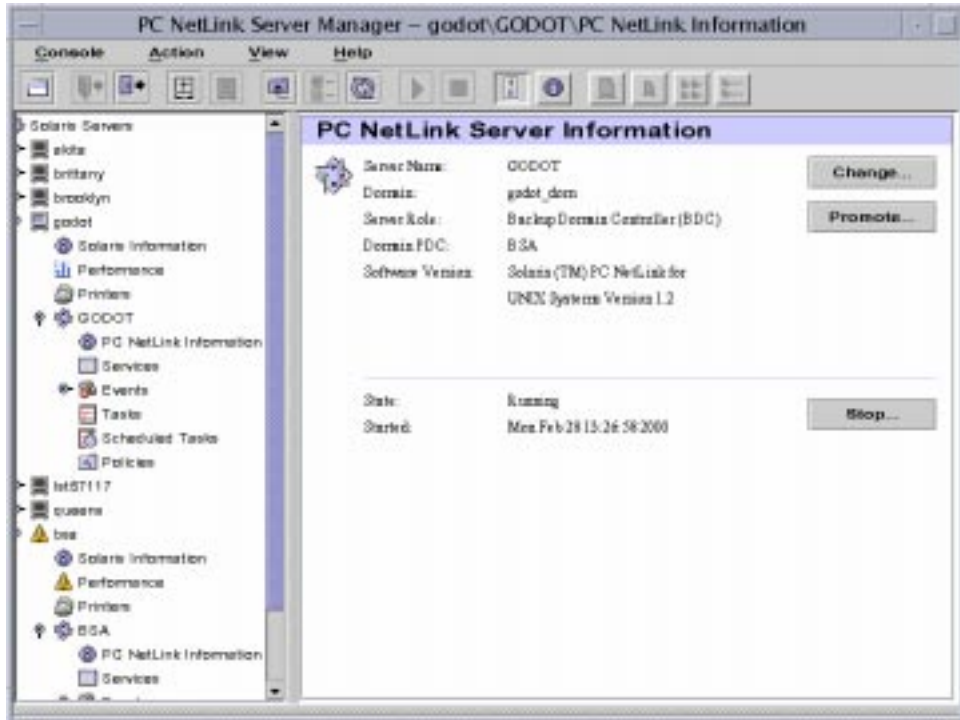 PC NetLink Server Manager – godot\GODOT\PC NetLink Information
Console Action View Help
Solaris Servers
akita
brittany
brooklyn
godot
Solaris Information
Performance
Printers
GODOT
PC NetLink Information
Services
Events
Tasks
Scheduled Tasks
Policies
queens
bsa
Solaris Information
Performance
Printers
BSA
PC NetLink Information
Services
PC NetLink Server Information
Server Name: GODOT
Change...
Domain: godot_dom
Server Role: Backup Domain Controller (BDC)
Promote...
Domain PDC: BSA
Software Version: Solaris (TM) PC NetLink for
UNIX Systems Version 1.2
State: Running
Stop...
Started: Mon Feb 28 13:26:58 2000